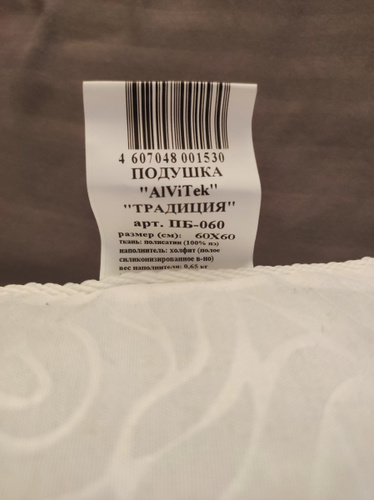 4 607048 001530
ПОДУШКА
"AlViTek"
"ТРАДИЦИЯ"
арт. ПБ-060
размер (см): 60X60
ткань: полисатин (100% пэ)
наполнитель: холфит (полое
силиконизированное в-но)
вес наполнителя: 0,65 кг